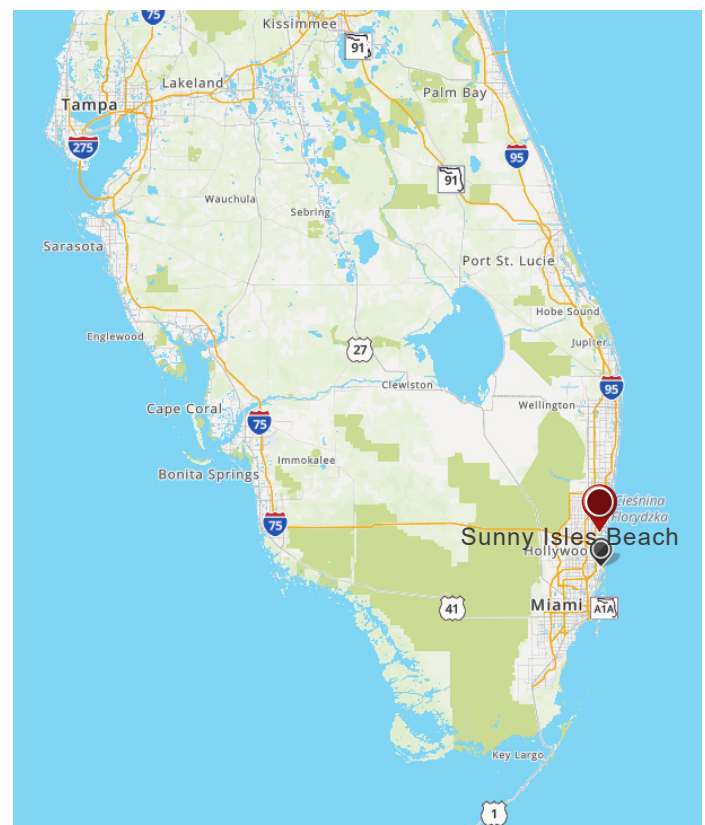 75
Kissimmee
91
Lakeland
Palm Bay
Tampa
275
95
91
Wauchula
Sebring
Sarasota
Port St. Lucie
Hobe Sound
Englewood
Jupiter
27
Clewiston
95
Cape Coral
Wellington
75
Immokalee
Bonita Springs
Cieśnina
Florydzka
75
Sunny Isles Beach
Hollywoo
Miami
A1A
41
Key Largo
1